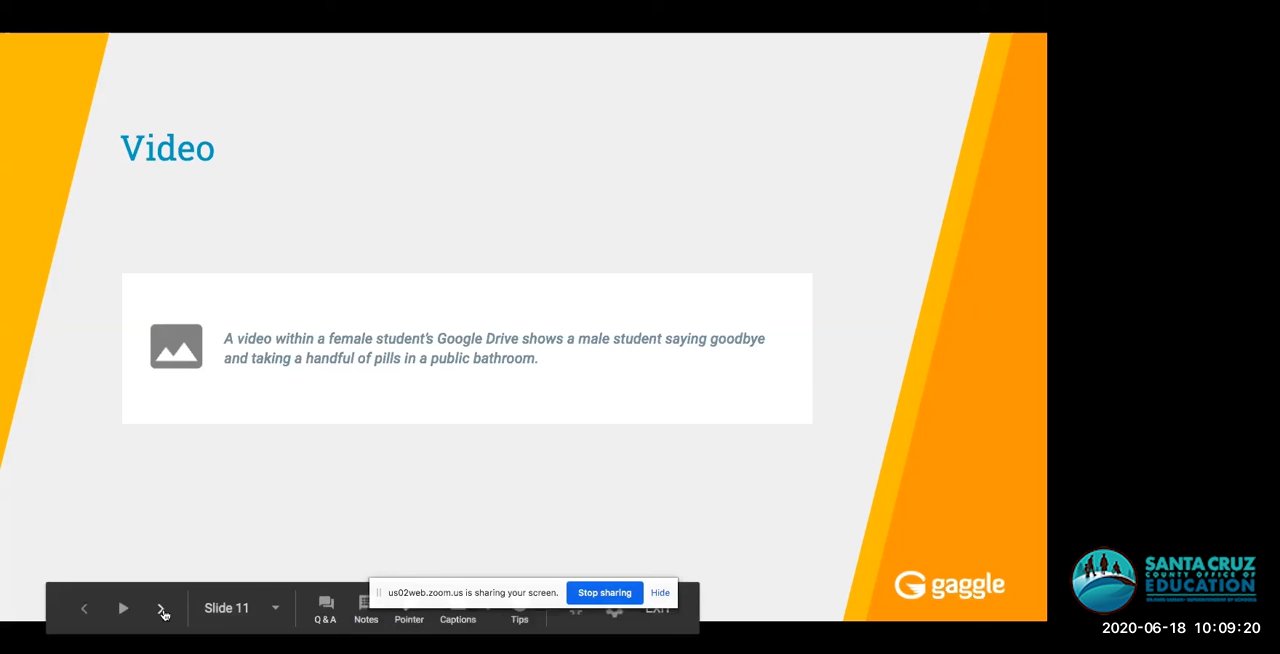 Video
A video within a female student's Google Drive shows a male student saying goodbye
and taking a handful of pills in a public bathroom.
gaggle
SANTA CRUZ
COUNTY OFFICE OF
EDUCATION
us02web.zoom.us is sharing your screen.
Stop sharing
Hide
Slide 11
Q & A
Notes
Pointer
Captions
Tips
EXIT
2020-06-18 10:09:20